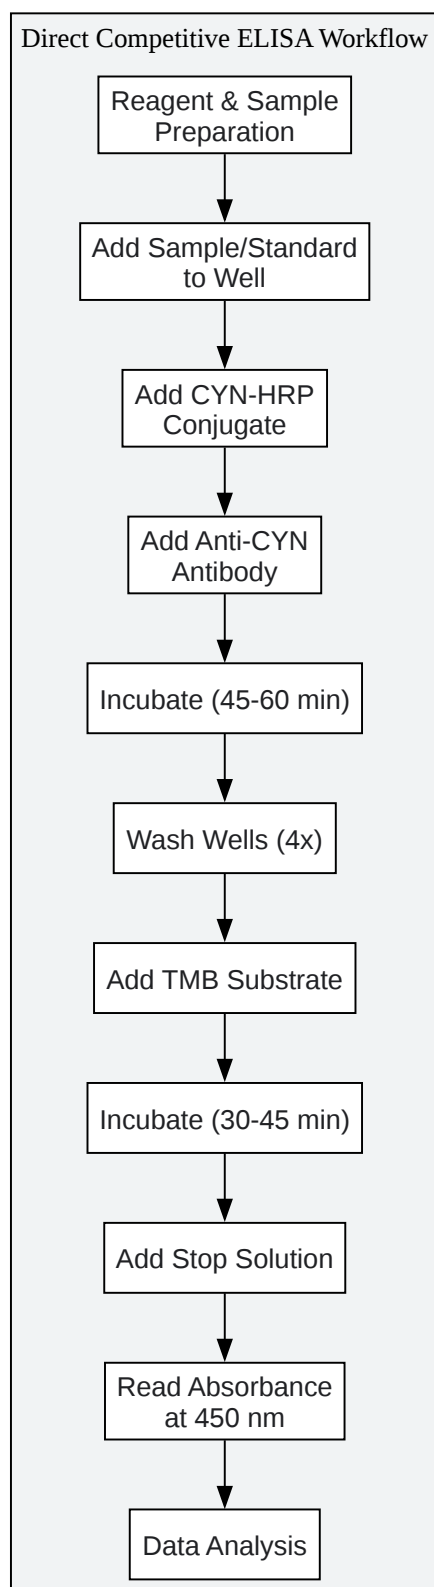 Direct Competitive ELISA Workflow
Reagent & Sample
Preparation
Add Sample/Standard
to Well
Add CYN-HRP
Conjugate
Add Anti-CYN
Antibody
Incubate (45-60 min)
Wash Wells (4x)
Add TMB Substrate
Incubate (30-45 min)
Add Stop Solution
Read Absorbance
at 450 nm
Data Analysis